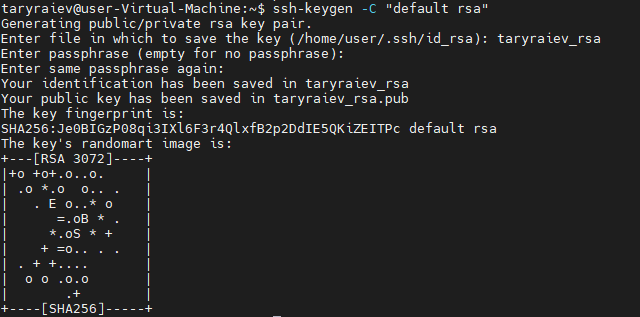 taryraiev@user-Virtual-Machine:~$ ssh-keygen -C "default rsa"
Generating public/private rsa key pair.
Enter file in which to save the key (/home/user/.ssh/id_rsa): taryraiev_rsa
Enter passphrase (empty for no passphrase):
Enter same passphrase again:
Your identification has been saved in taryraiev_rsa
Your public key has been saved in taryraiev_rsa.pub
The key fingerprint is:
SHA256:Je0BIGzP08qi3IXl6F3r4QlxfB2p2DdIE5QKiZEITPc default rsa
The key's randomart image is:
+---[RSA 3072]----+
|+o +o+.o..o.     |
| .o *.o  o.. .   |
|   . E o..* o    |
|      =.oB * .   |
|     *.oS * +    |
|    + =o.. . .   |
| . + +....       |
|  o o .o.o       |
|       .+        |
+----[SHA256]-----+